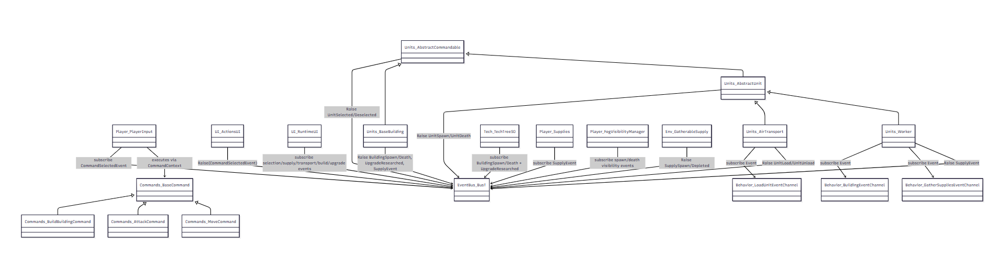 Units_AbstractCommandable
Units_AbstractUnit
Raise
UnitSelected/Deselected
Player_PlayerInput
UI_ActionsUI
UI_RuntimeUI
Units_BaseBuilding
Raise UnitSpawn/UnitDeath
Tech_TechTreeSO
Player_Supplies
Player_FogVisibilityManager
Env_GatherableSupply
Units_AirTransport
Units_Worker
subscribe
CommandSelectedEvent
executes via
CommandContext
Raise(CommandSelectedEvent)
subscribe
selection/supply/transport/build/upgrade
events
Raise BuildingSpawn/Death,
UpgradeResearched,
SupplyEvent
subscribe
BuildingSpawn/Death +
UpgradeResearched
subscribe SupplyEvent
subscribe spawn/death
visibility events
Raise
SupplySpawn/Depleted
subscribe Event
Raise UnitLoad/UnitUnload
subscribe Event
subscribe Event
Raise SupplyEvent
Commands_BaseCommand
EventBus_BusT
Behavior_LoadUnitEventChannel
Behavior_BuildingEventChannel
Behavior_GatherSuppliesEventChannel
Commands_BuildBuildingCommand
Commands_AttackCommand
Commands_MoveCommand